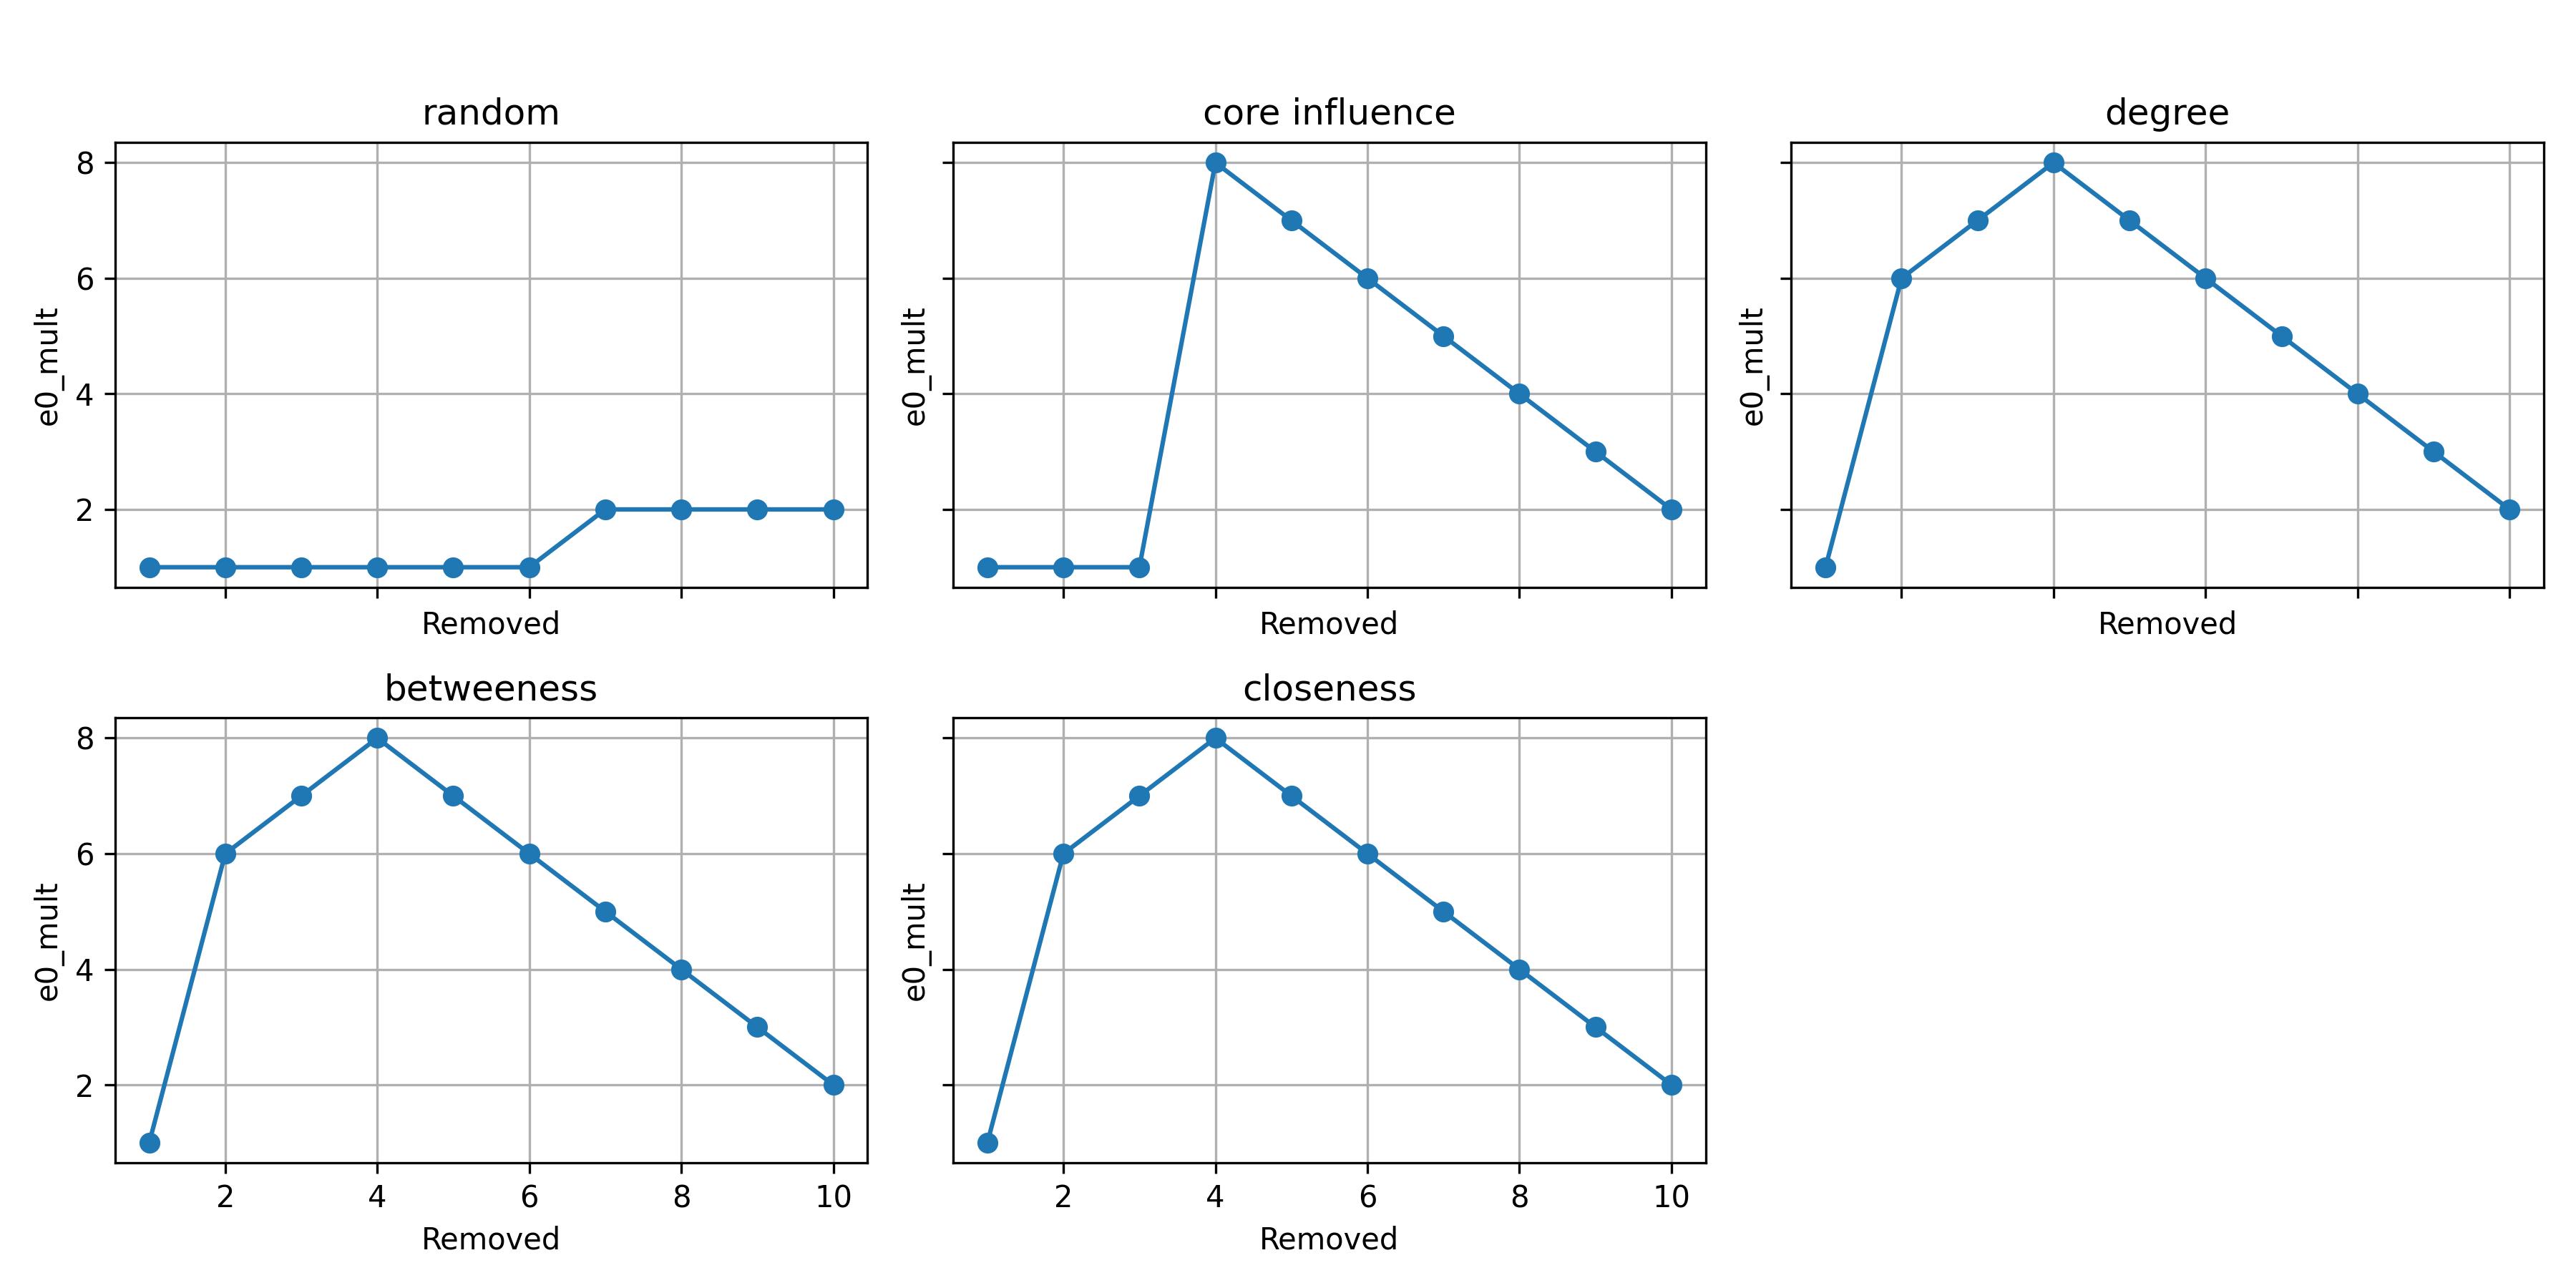 random
core influence
degree
8
6
4
2
e0_mult
e0_mult
e0_mult
Removed
Removed
Removed
betweeness
closeness
8
6
4
2
e0_mult
e0_mult
2 4 6 8 10
2 4 6 8 10
Removed
Removed